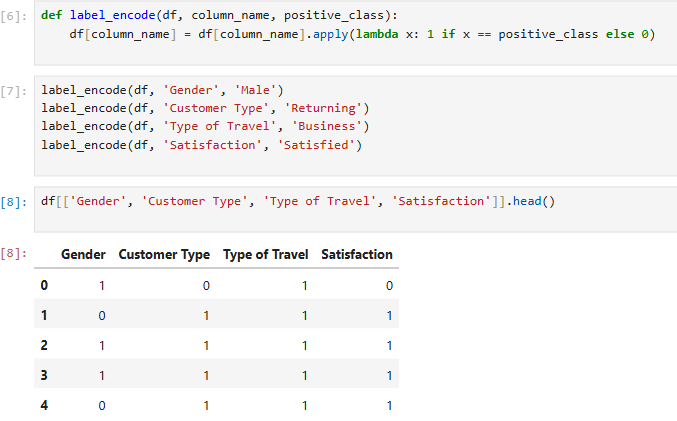 [6]: def label_encode(df, column_name, positive_class):
    df[column_name] = df[column_name].apply(lambda x: 1 if x == positive_class else 0)
[7]: label_encode(df, 'Gender', 'Male')
label_encode(df, 'Customer Type', 'Returning')
label_encode(df, 'Type of Travel', 'Business')
label_encode(df, 'Satisfaction', 'Satisfied')
[8]: df[['Gender', 'Customer Type', 'Type of Travel', 'Satisfaction']].head()
[8]: Gender Customer Type Type of Travel Satisfaction
0 1 0 1 0
1 0 1 1 1
2 1 1 1 1
3 1 1 1 1
4 0 1 1 1